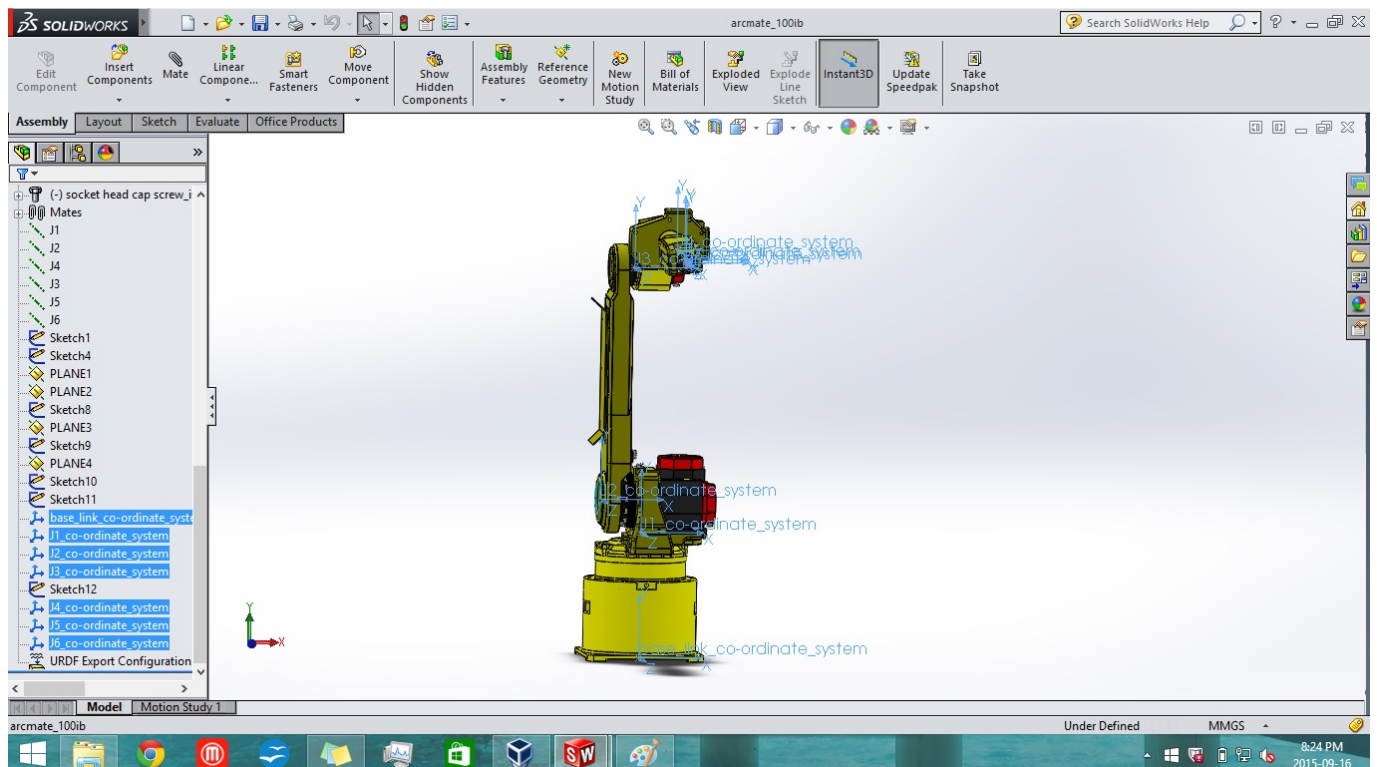 SOLIDWORKS
arcmate_100ib
Search SolidWorks Help
Edit Component
Insert Components
Mate
Linear Compone...
Smart Fasteners
Move Component
Show Hidden Components
Assembly Features
Reference Geometry
New Motion Study
Bill of Materials
Exploded View
Explode Line Sketch
Instant3D
Update Speedpak
Take Snapshot
Assembly Layout Sketch Evaluate Office Products
(-) socket head cap screw_i
Mates
J1
J2
J4
J3
J5
J6
Sketch1
Sketch4
PLANE1
PLANE2
Sketch8
PLANE3
Sketch9
PLANE4
Sketch10
Sketch11
base_link_co-ordinate_syste
J1_co-ordinate_system
J2_co-ordinate_system
J3_co-ordinate_system
Sketch12
J4_co-ordinate_system
J5_co-ordinate_system
J6_co-ordinate_system
URDF Export Configuration
Y
Y
Y
co-ordinate_system
J3_co-ordinate_system
X
X
Y
J2_co-ordinate_system
Z
X
J1_co-ordinate_system
Z
X
Y
X
base_link_co-ordinate_system
Z
X
Model Motion Study 1
arcmate_100ib
Under Defined
MMGS
SW
8:24 PM
2015-09-16